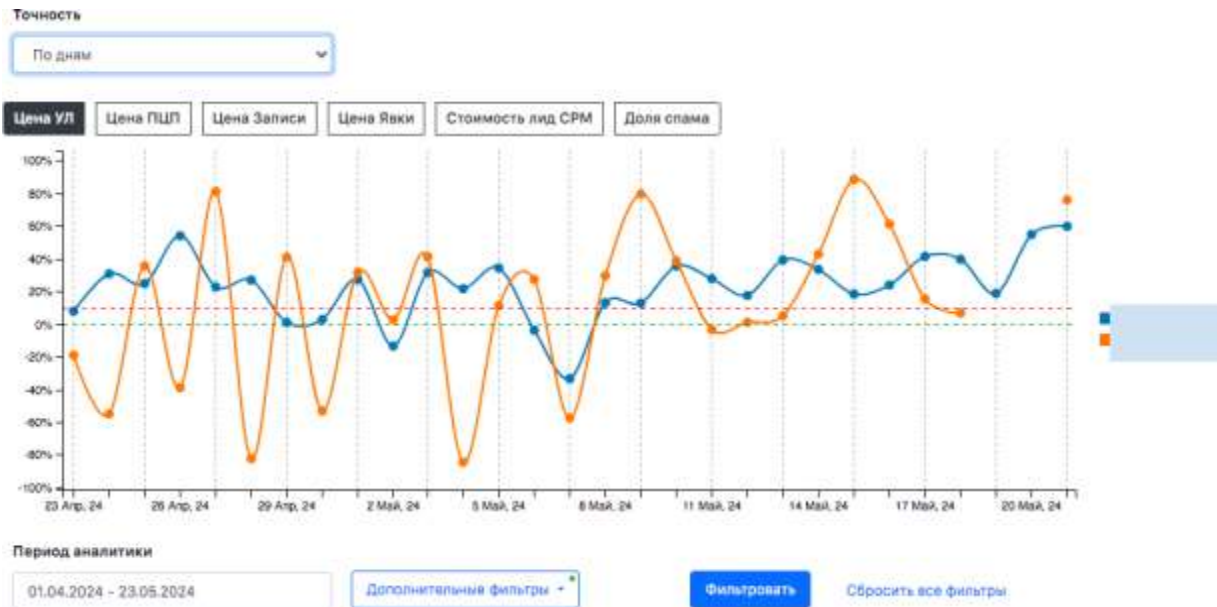 Точность
По дням
Цена УЛ Цена ПЦП Цена Записи Цена Явки Стоимость лид СРМ Доля спама
100%
80%
60%
40%
20%
0%
-20%
-40%
-60%
-80%
-100%
23 Апр, 24 26 Апр, 24 29 Апр, 24 2 Май, 24 5 Май, 24 8 Май, 24 11 Май, 24 14 Май, 24 17 Май, 24 20 Май, 24
Период аналитики
01.04.2024 - 23.05.2024 Дополнительные фильтры Фильтровать Сбросить все фильтры